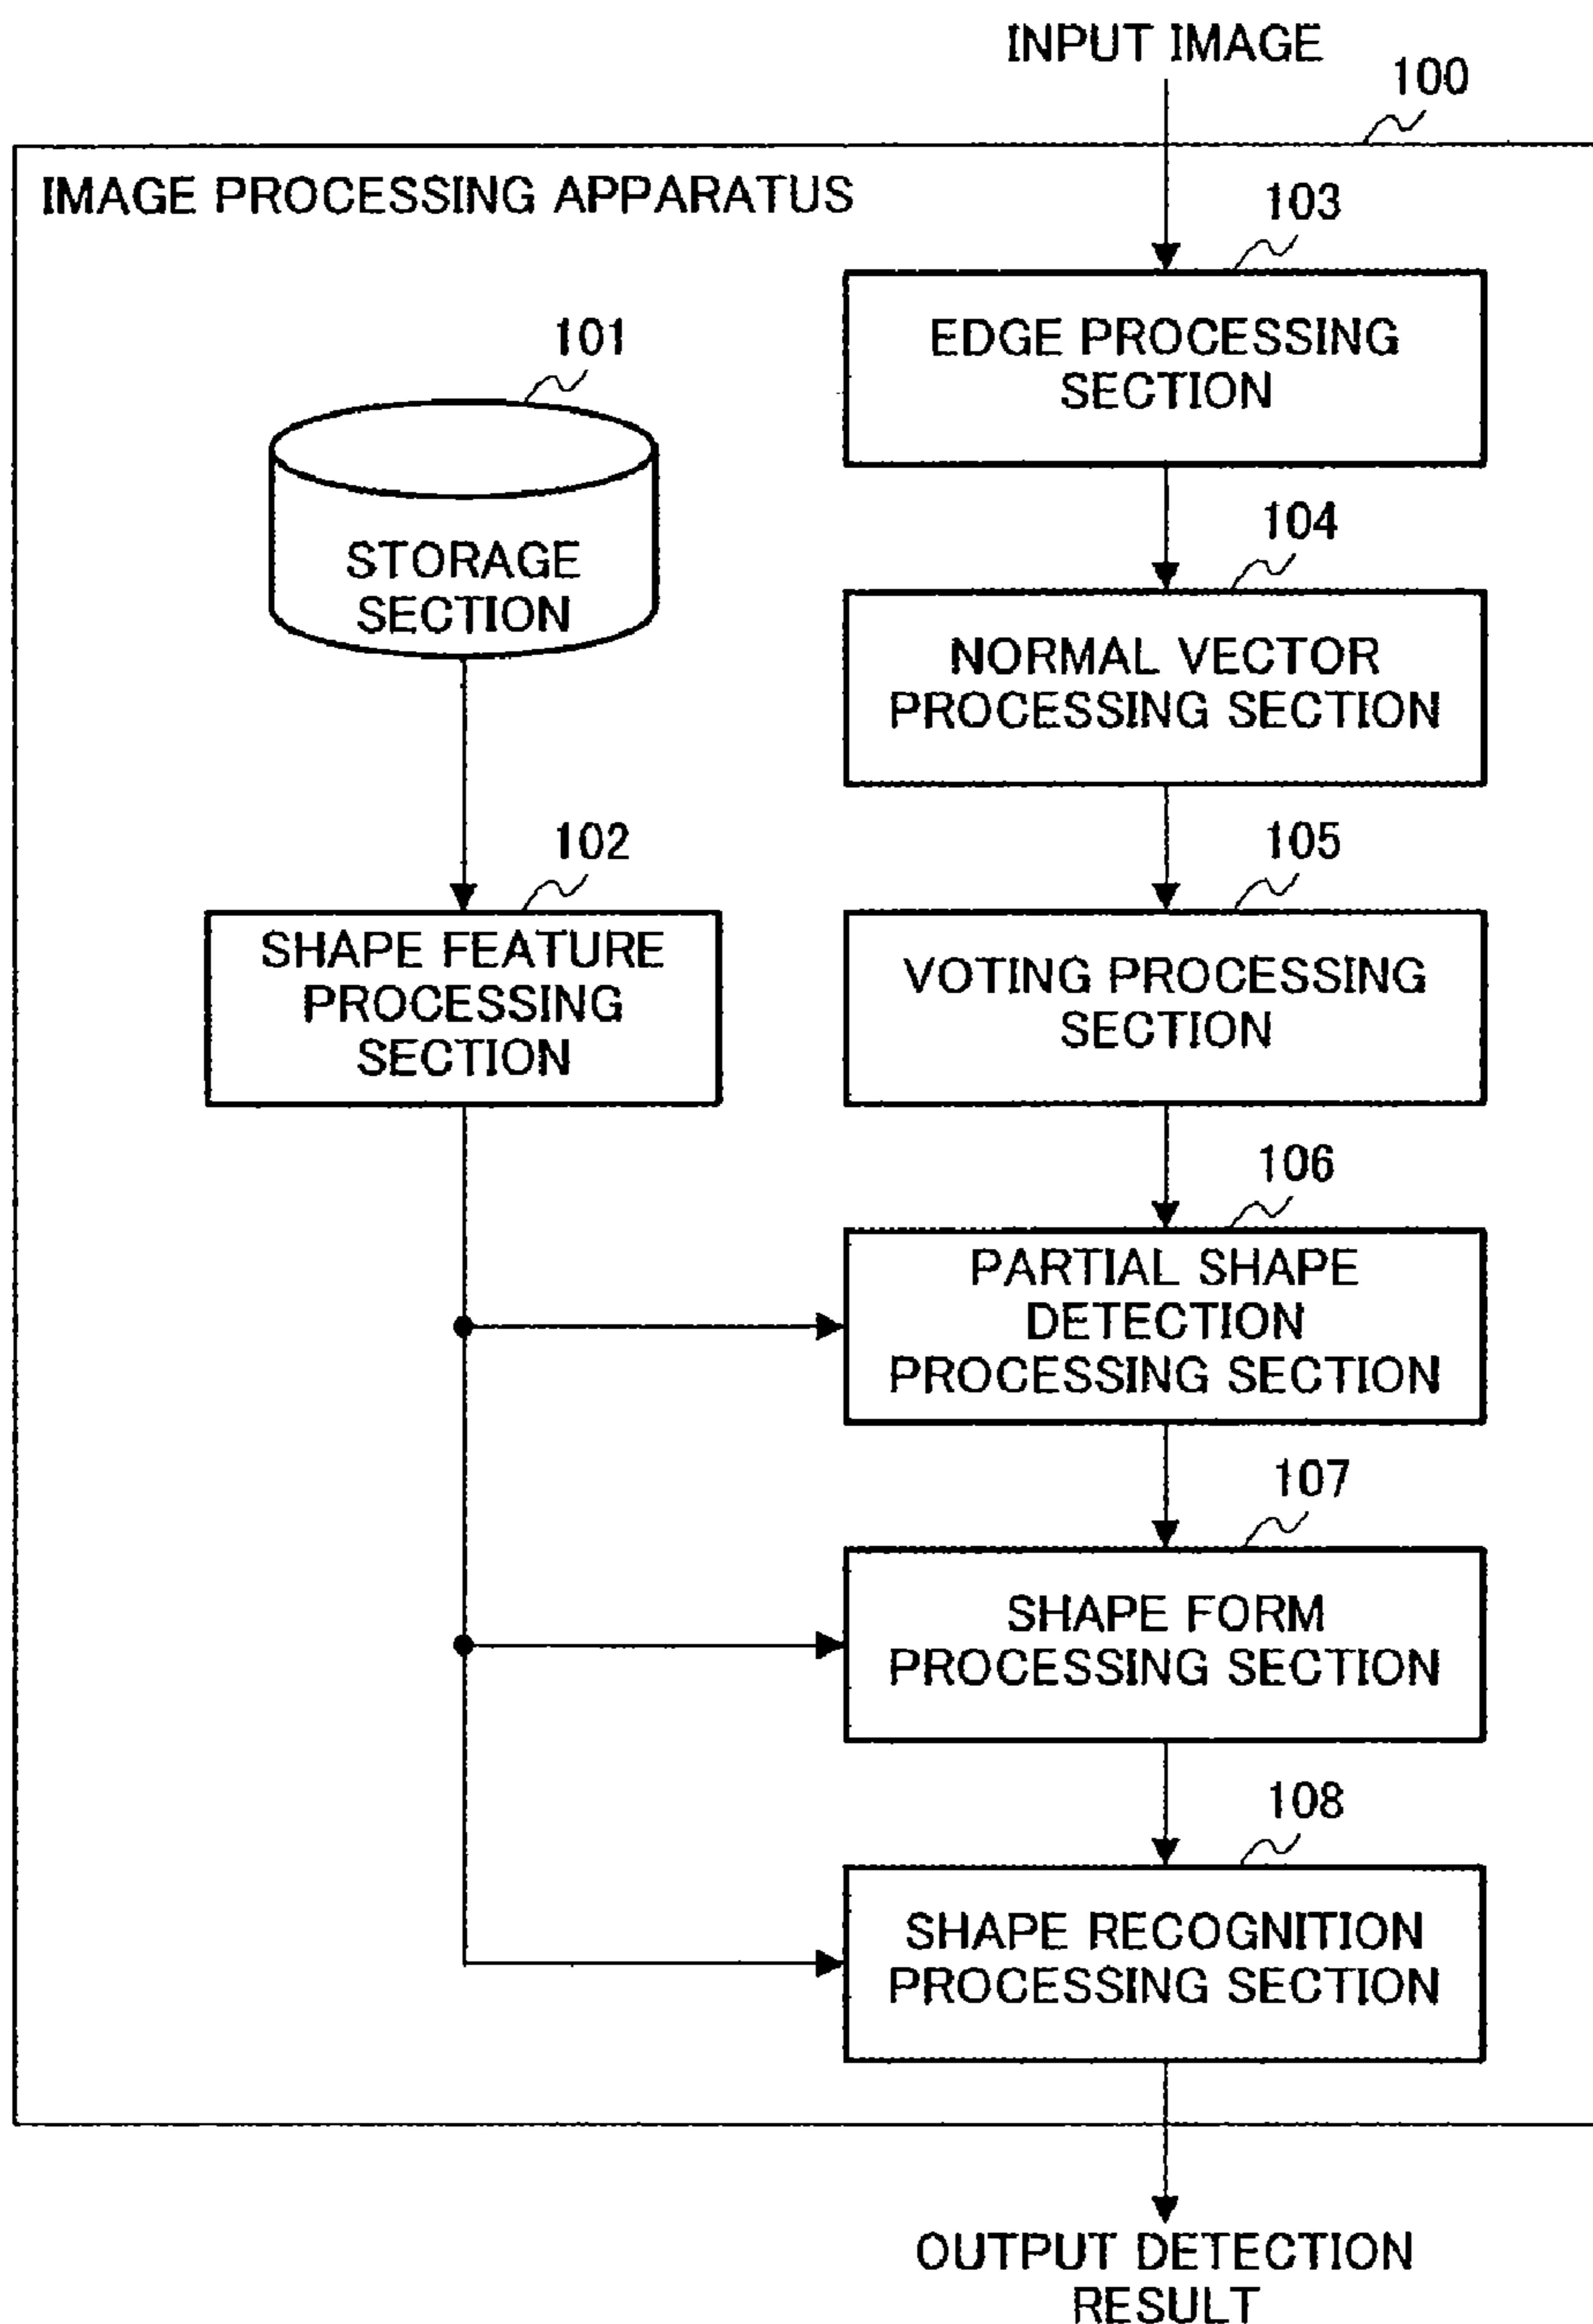 INPUT IMAGE
100
IMAGE PROCESSING APPARATUS
103
EDGE PROCESSING
SECTION
101
STORAGE
SECTION
104
NORMAL VECTOR
PROCESSING SECTION
102
SHAPE FEATURE
PROCESSING
SECTION
105
VOTING PROCESSING
SECTION
106
PARTIAL SHAPE
DETECTION
PROCESSING SECTION
107
SHAPE FORM
PROCESSING SECTION
108
SHAPE RECOGNITION
PROCESSING SECTION
OUTPUT DETECTION
RESULT